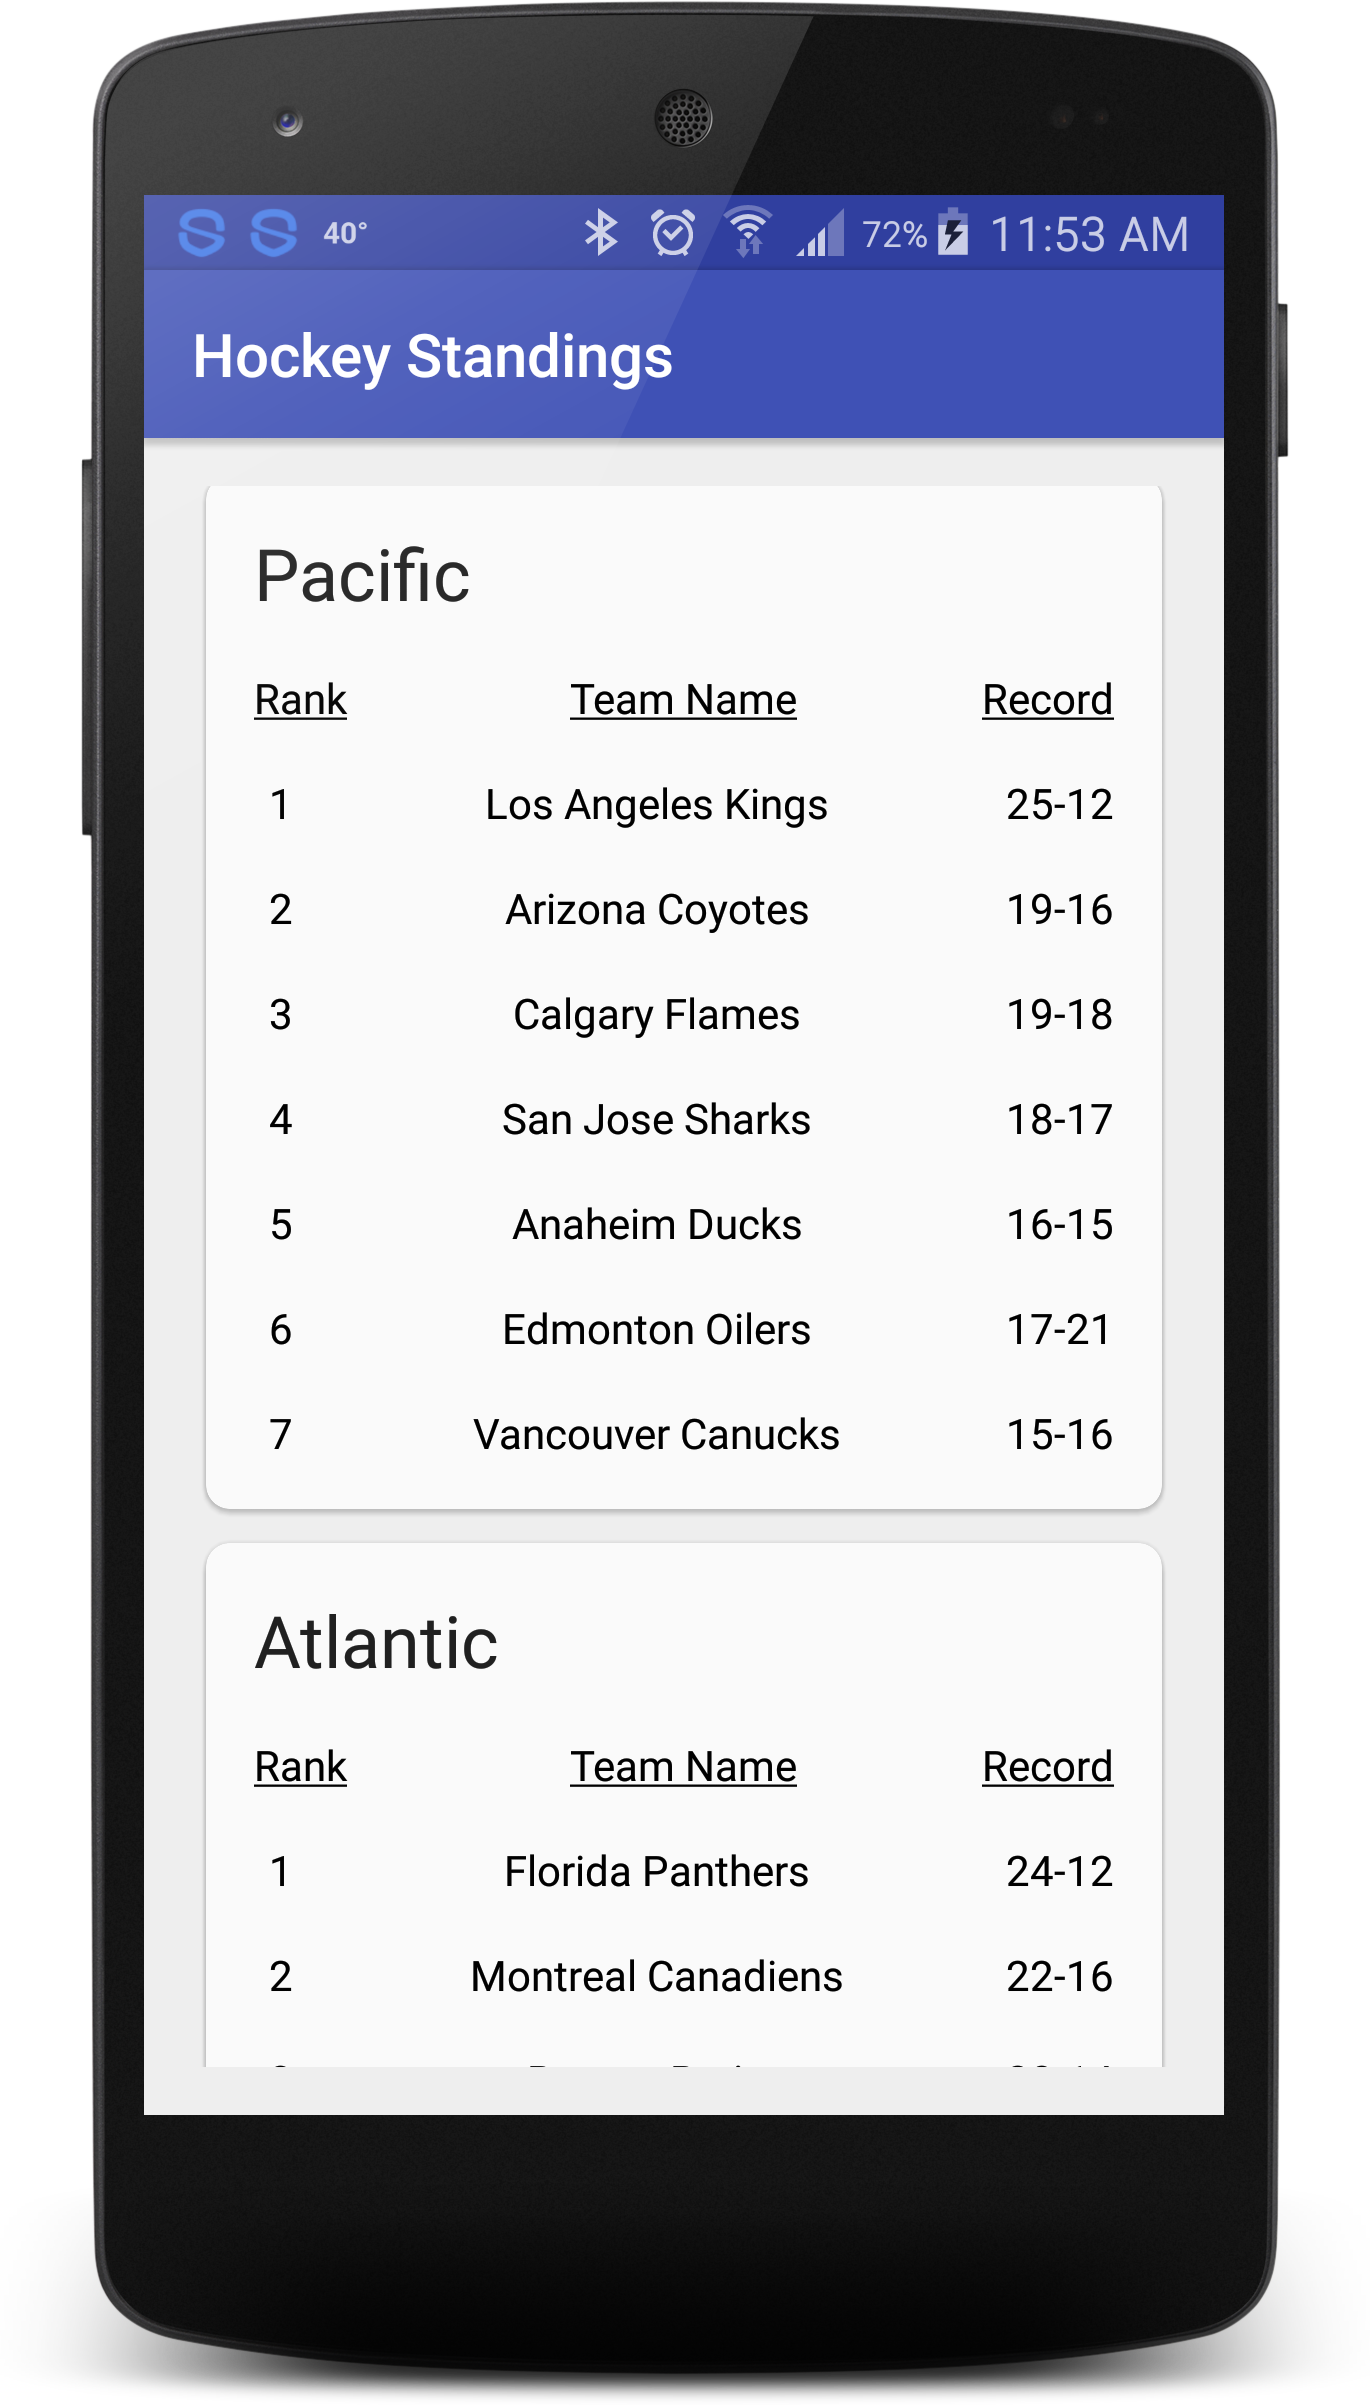 40° 72% 11:53 AM
Hockey Standings
Pacific
Rank Team Name Record
1 Los Angeles Kings 25-12
2 Arizona Coyotes 19-16
3 Calgary Flames 19-18
4 San Jose Sharks 18-17
5 Anaheim Ducks 16-15
6 Edmonton Oilers 17-21
7 Vancouver Canucks 15-16
Atlantic
Rank Team Name Record
1 Florida Panthers 24-12
2 Montreal Canadiens 22-16